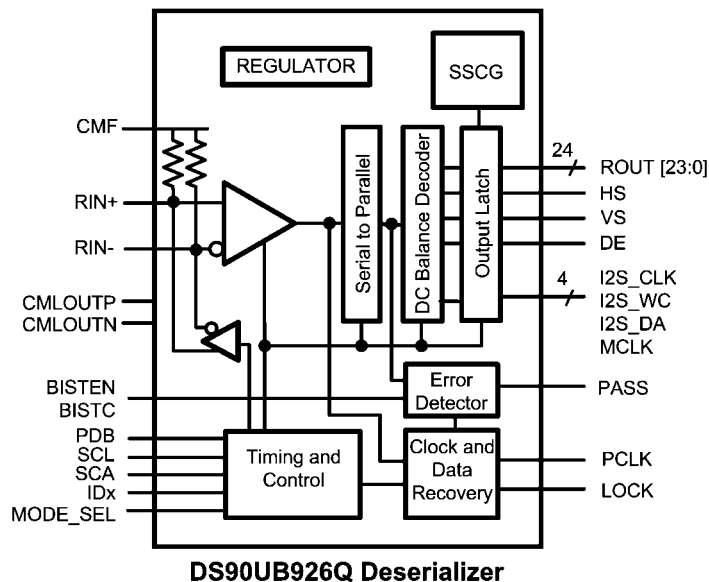 REGULATOR
SSCG
CMF
RIN+
RIN-
CMLOUTP
CMLOUTN
BISTEN
BISTC
PDB
SCL
SCA
IDx
MODE_SEL
Serial to Parallel
DC Balance Decoder
Output Latch
Timing and
Control
Error
Detector
Clock and
Data
Recovery
24
ROUT [23:0]
HS
VS
DE
4
I2S_CLK
I2S_WC
I2S_DA
MCLK
PASS
PCLK
LOCK
DS90UB926Q Deserializer